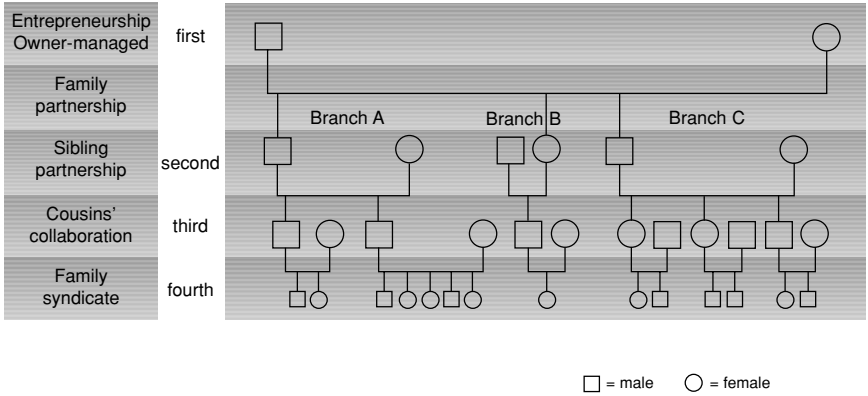 Entrepreneurship
Owner-managed
first
Family
partnership
Branch A
Branch B
Branch C
Sibling
partnership
second
Cousins’
collaboration
third
Family
syndicate
fourth
= male
= female